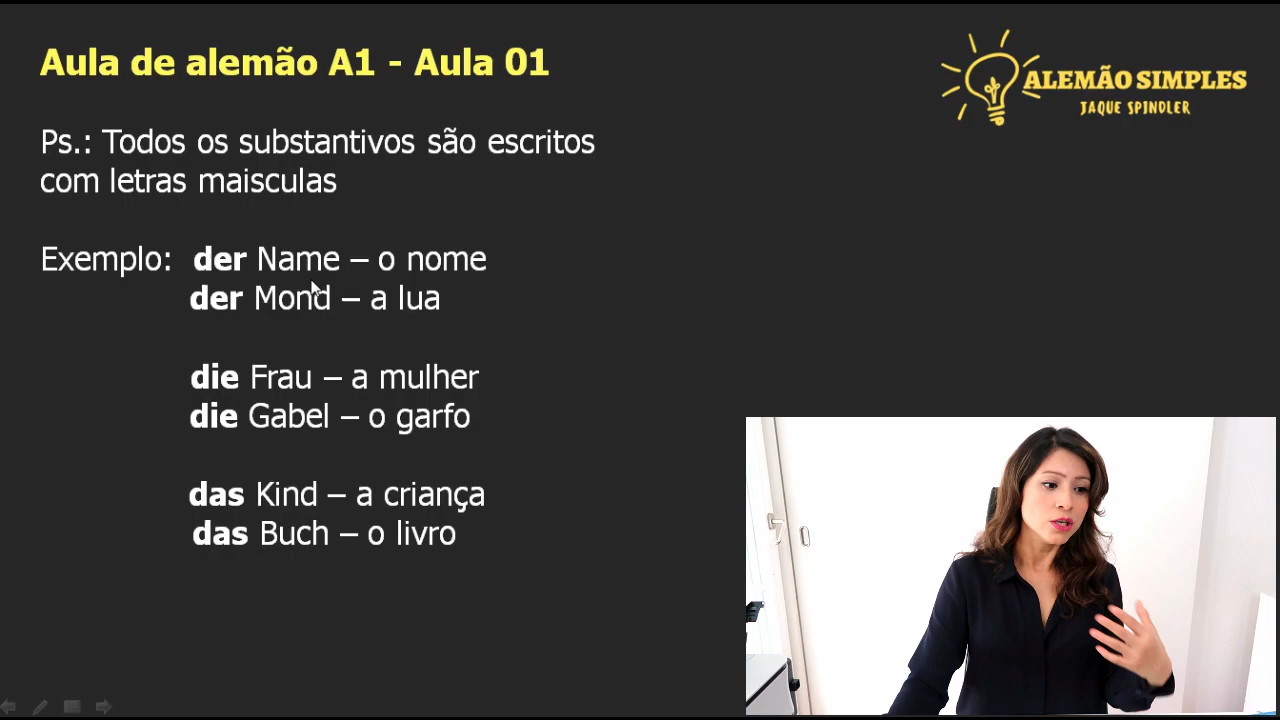 Aula de alemão A1 - Aula 01
ALEMÃO SIMPLES
JAQUE SPINDLER
Ps.: Todos os substantivos são escritos
com letras maisculas
Exemplo: der Name – o nome
der Mond – a lua
die Frau – a mulher
die Gabel – o garfo
das Kind – a criança
das Buch – o livro